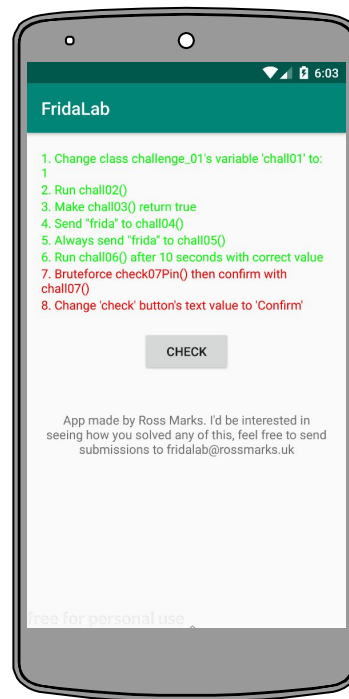 6:03
FridaLab
1. Change class challenge_01's variable 'chall01' to:
1
2. Run chall02()
3. Make chall03() return true
4. Send "frida" to chall04()
5. Always send "frida" to chall05()
6. Run chall06() after 10 seconds with correct value
7. Bruteforce check07Pin() then confirm with
chall07()
8. Change 'check' button's text value to 'Confirm'
CHECK
App made by Ross Marks. I'd be interested in
seeing how you solved any of this, feel free to send
submissions to fridalab@rossmarks.uk
free for personal use